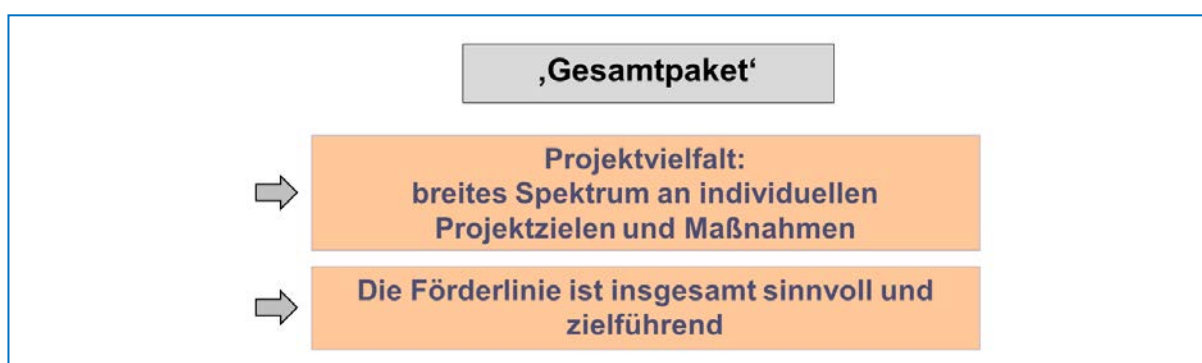 ‚Gesamtpaket‘
Projektvielfalt:
breites Spektrum an individuellen
Projektzielen und Maßnahmen
Die Förderlinie ist insgesamt sinnvoll und
zielführend